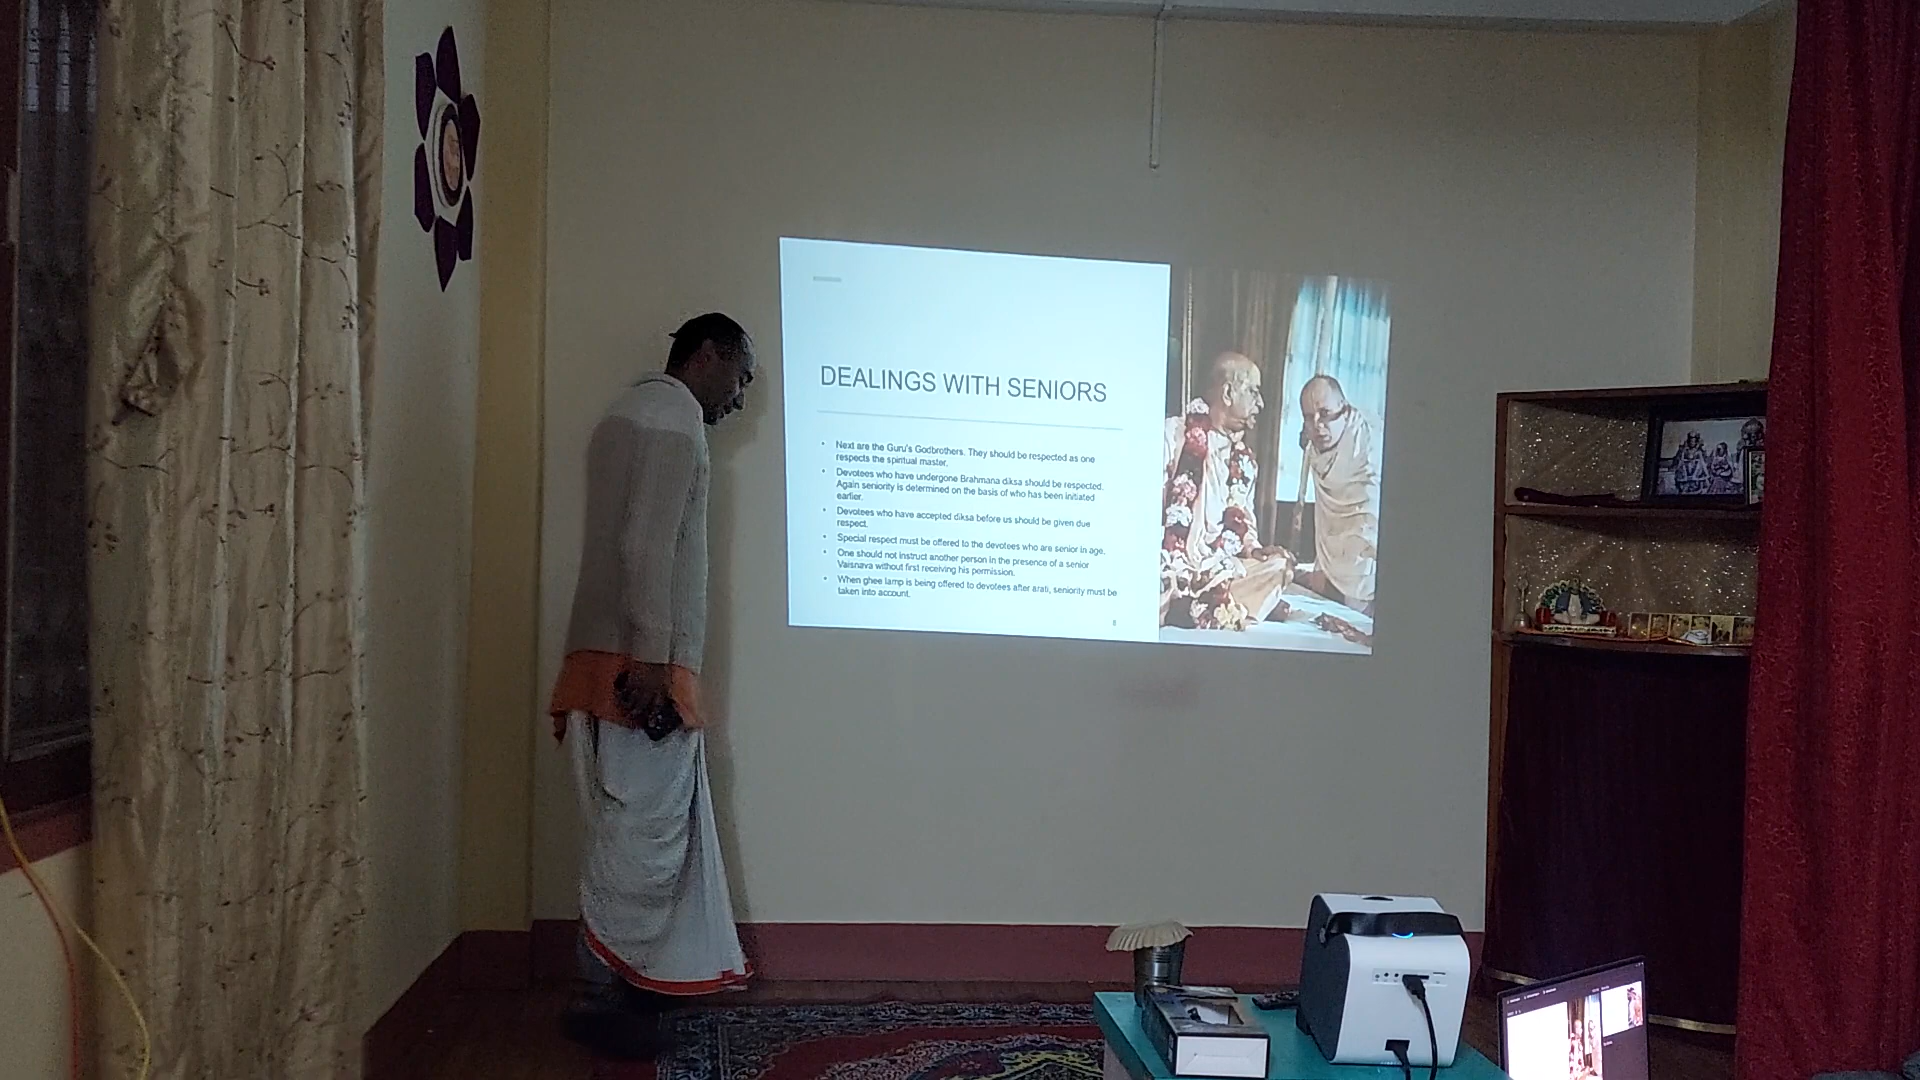 DEALINGS WITH SENIORS
• Next are the Guru's Godbrothers. They should be respected as one
respects the spiritual master.
• Devotees who have undergone Brahmana diksa should be respected.
Again seniority is determined on the basis of who has been initiated
earlier.
• Devotees who have accepted diksa before us should be given due
respect.
• Special respect must be offered to the devotees who are senior in age.
• One should not instruct another person in the presence of a senior
Vaisnava without first receiving his permission.
• When ghee lamp is being offered to devotees after arati, seniority must be
taken into account.